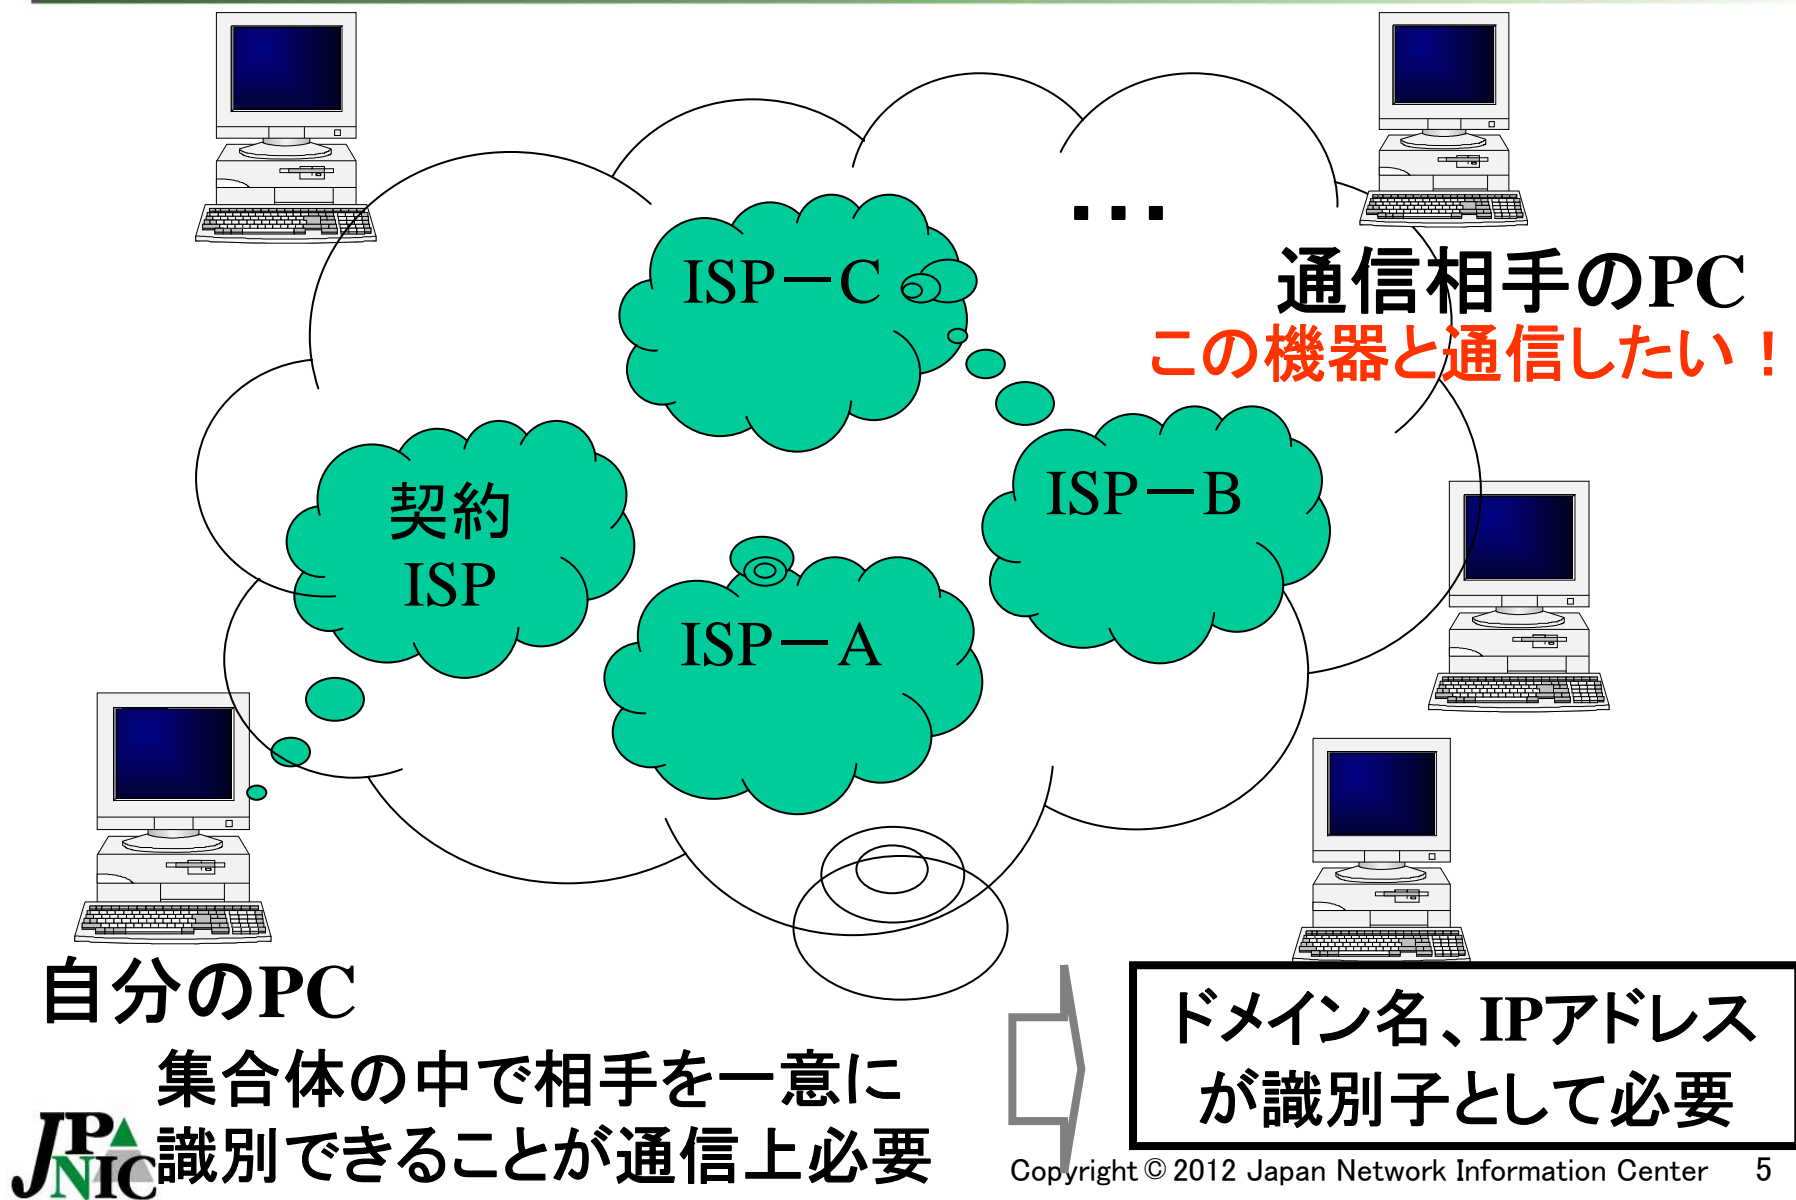 …
ISP－C
通信相手のPC
この機器と通信したい！
契約
ISP
ISP－B
ISP－A
自分のPC
集合体の中で相手を一意に
識別できることが通信上必要
ドメイン名、IPアドレス
が識別子として必要
JPNIC
Copyright © 2012 Japan Network Information Center 5